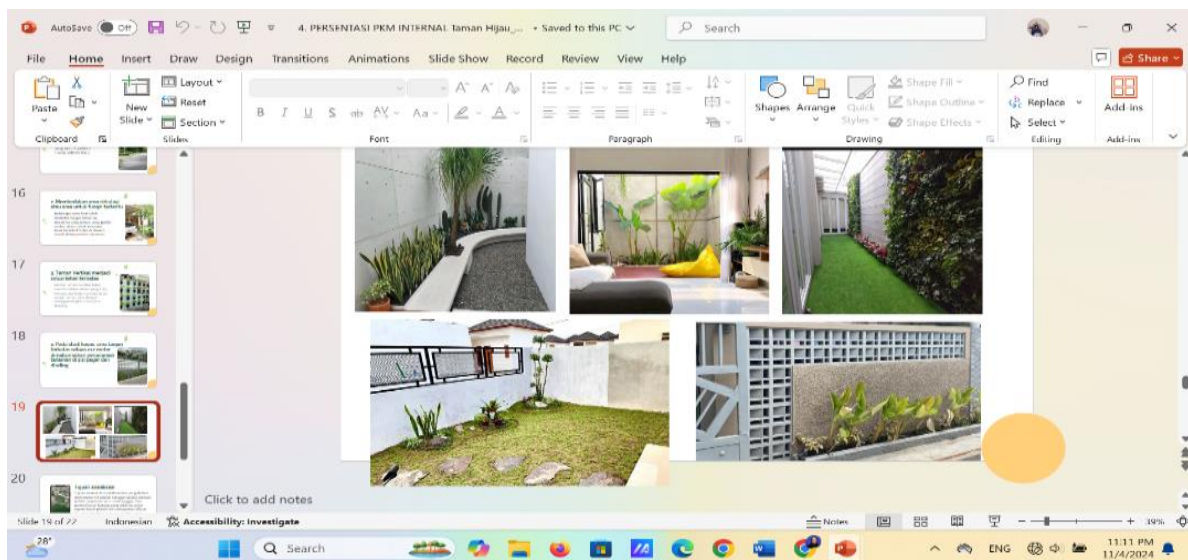 AutoSave Off 4. PERSENTASI PKM INTERNAL Taman Hijau_... • Saved to this PC Search
File Home Insert Draw Design Transitions Animations Slide Show Record Review View Help Share
Paste
New Slide
Layout
Reset
Section
B I U S ab AV Aa A
Shapes Arrange Quick Styles
Shape Fill
Shape Outline
Shape Effects
Find
Replace
Select
Add-ins
Clipboard Slides Font Paragraph Drawing Editing Add-ins
16
17
18
19
20
Click to add notes
Slide 19 of 22 Indonesian Accessibility: Investigate Notes 39%
28° Search ENG 11:11 PM
11/4/2024